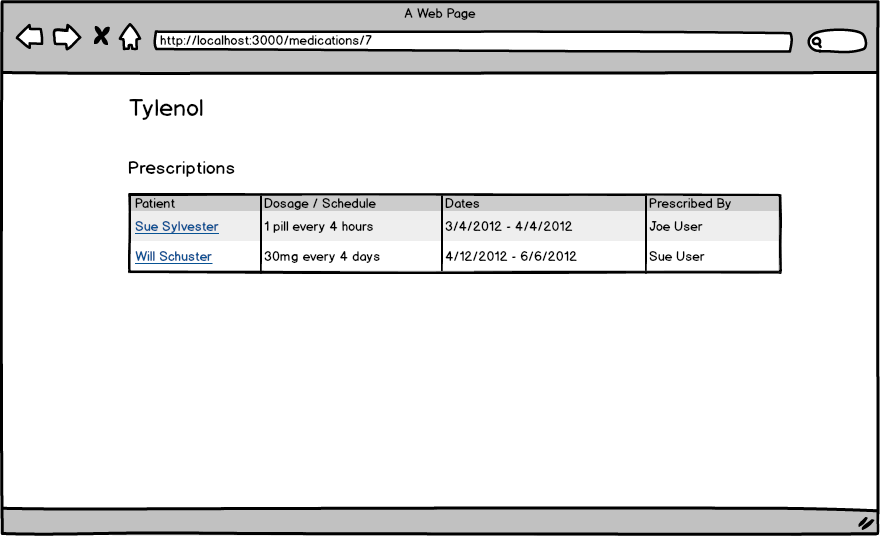 A Web Page
http://localhost:3000/medications/7
Tylenol
Prescriptions
Patient Dosage / Schedule Dates Prescribed By
Sue Sylvester 1 pill every 4 hours 3/4/2012 - 4/4/2012 Joe User
Will Schuster 30mg every 4 days 4/12/2012 - 6/6/2012 Sue User